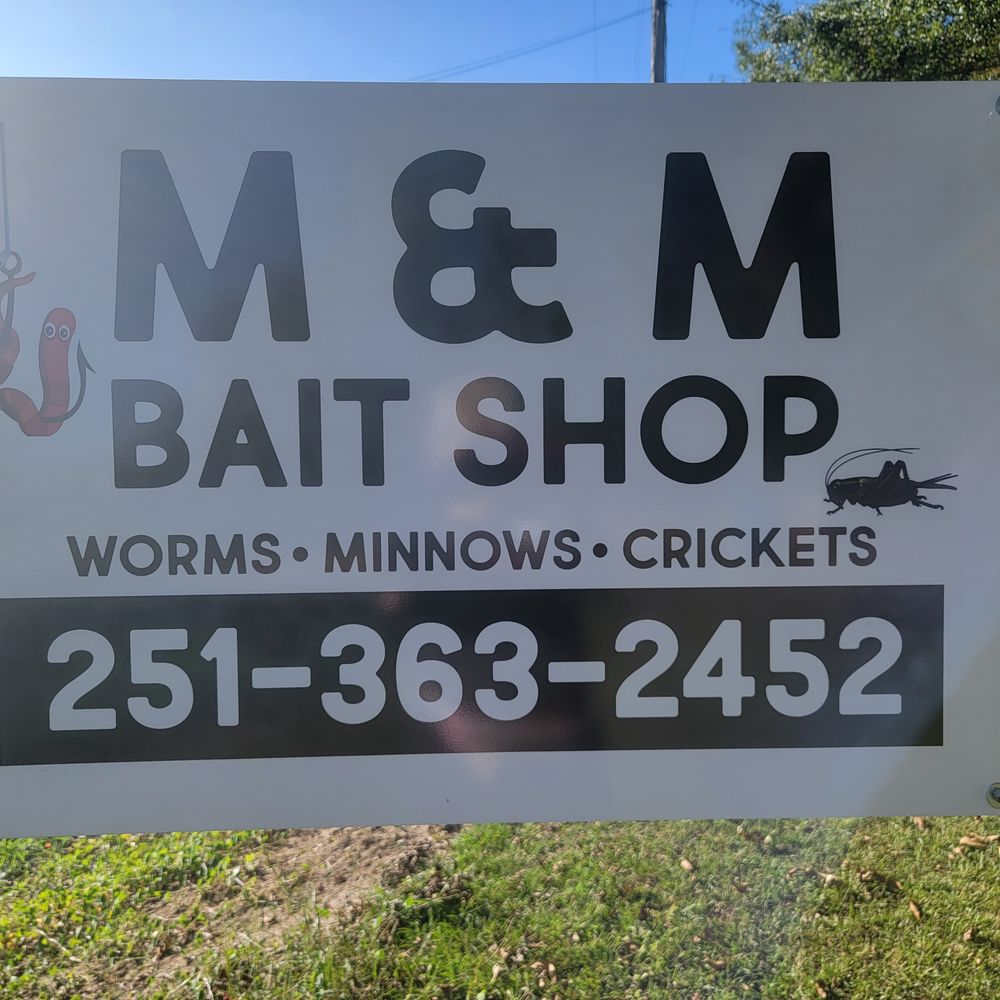 M & M
BAIT SHOP
WORMS • MINNOWS • CRICKETS
251-363-2452